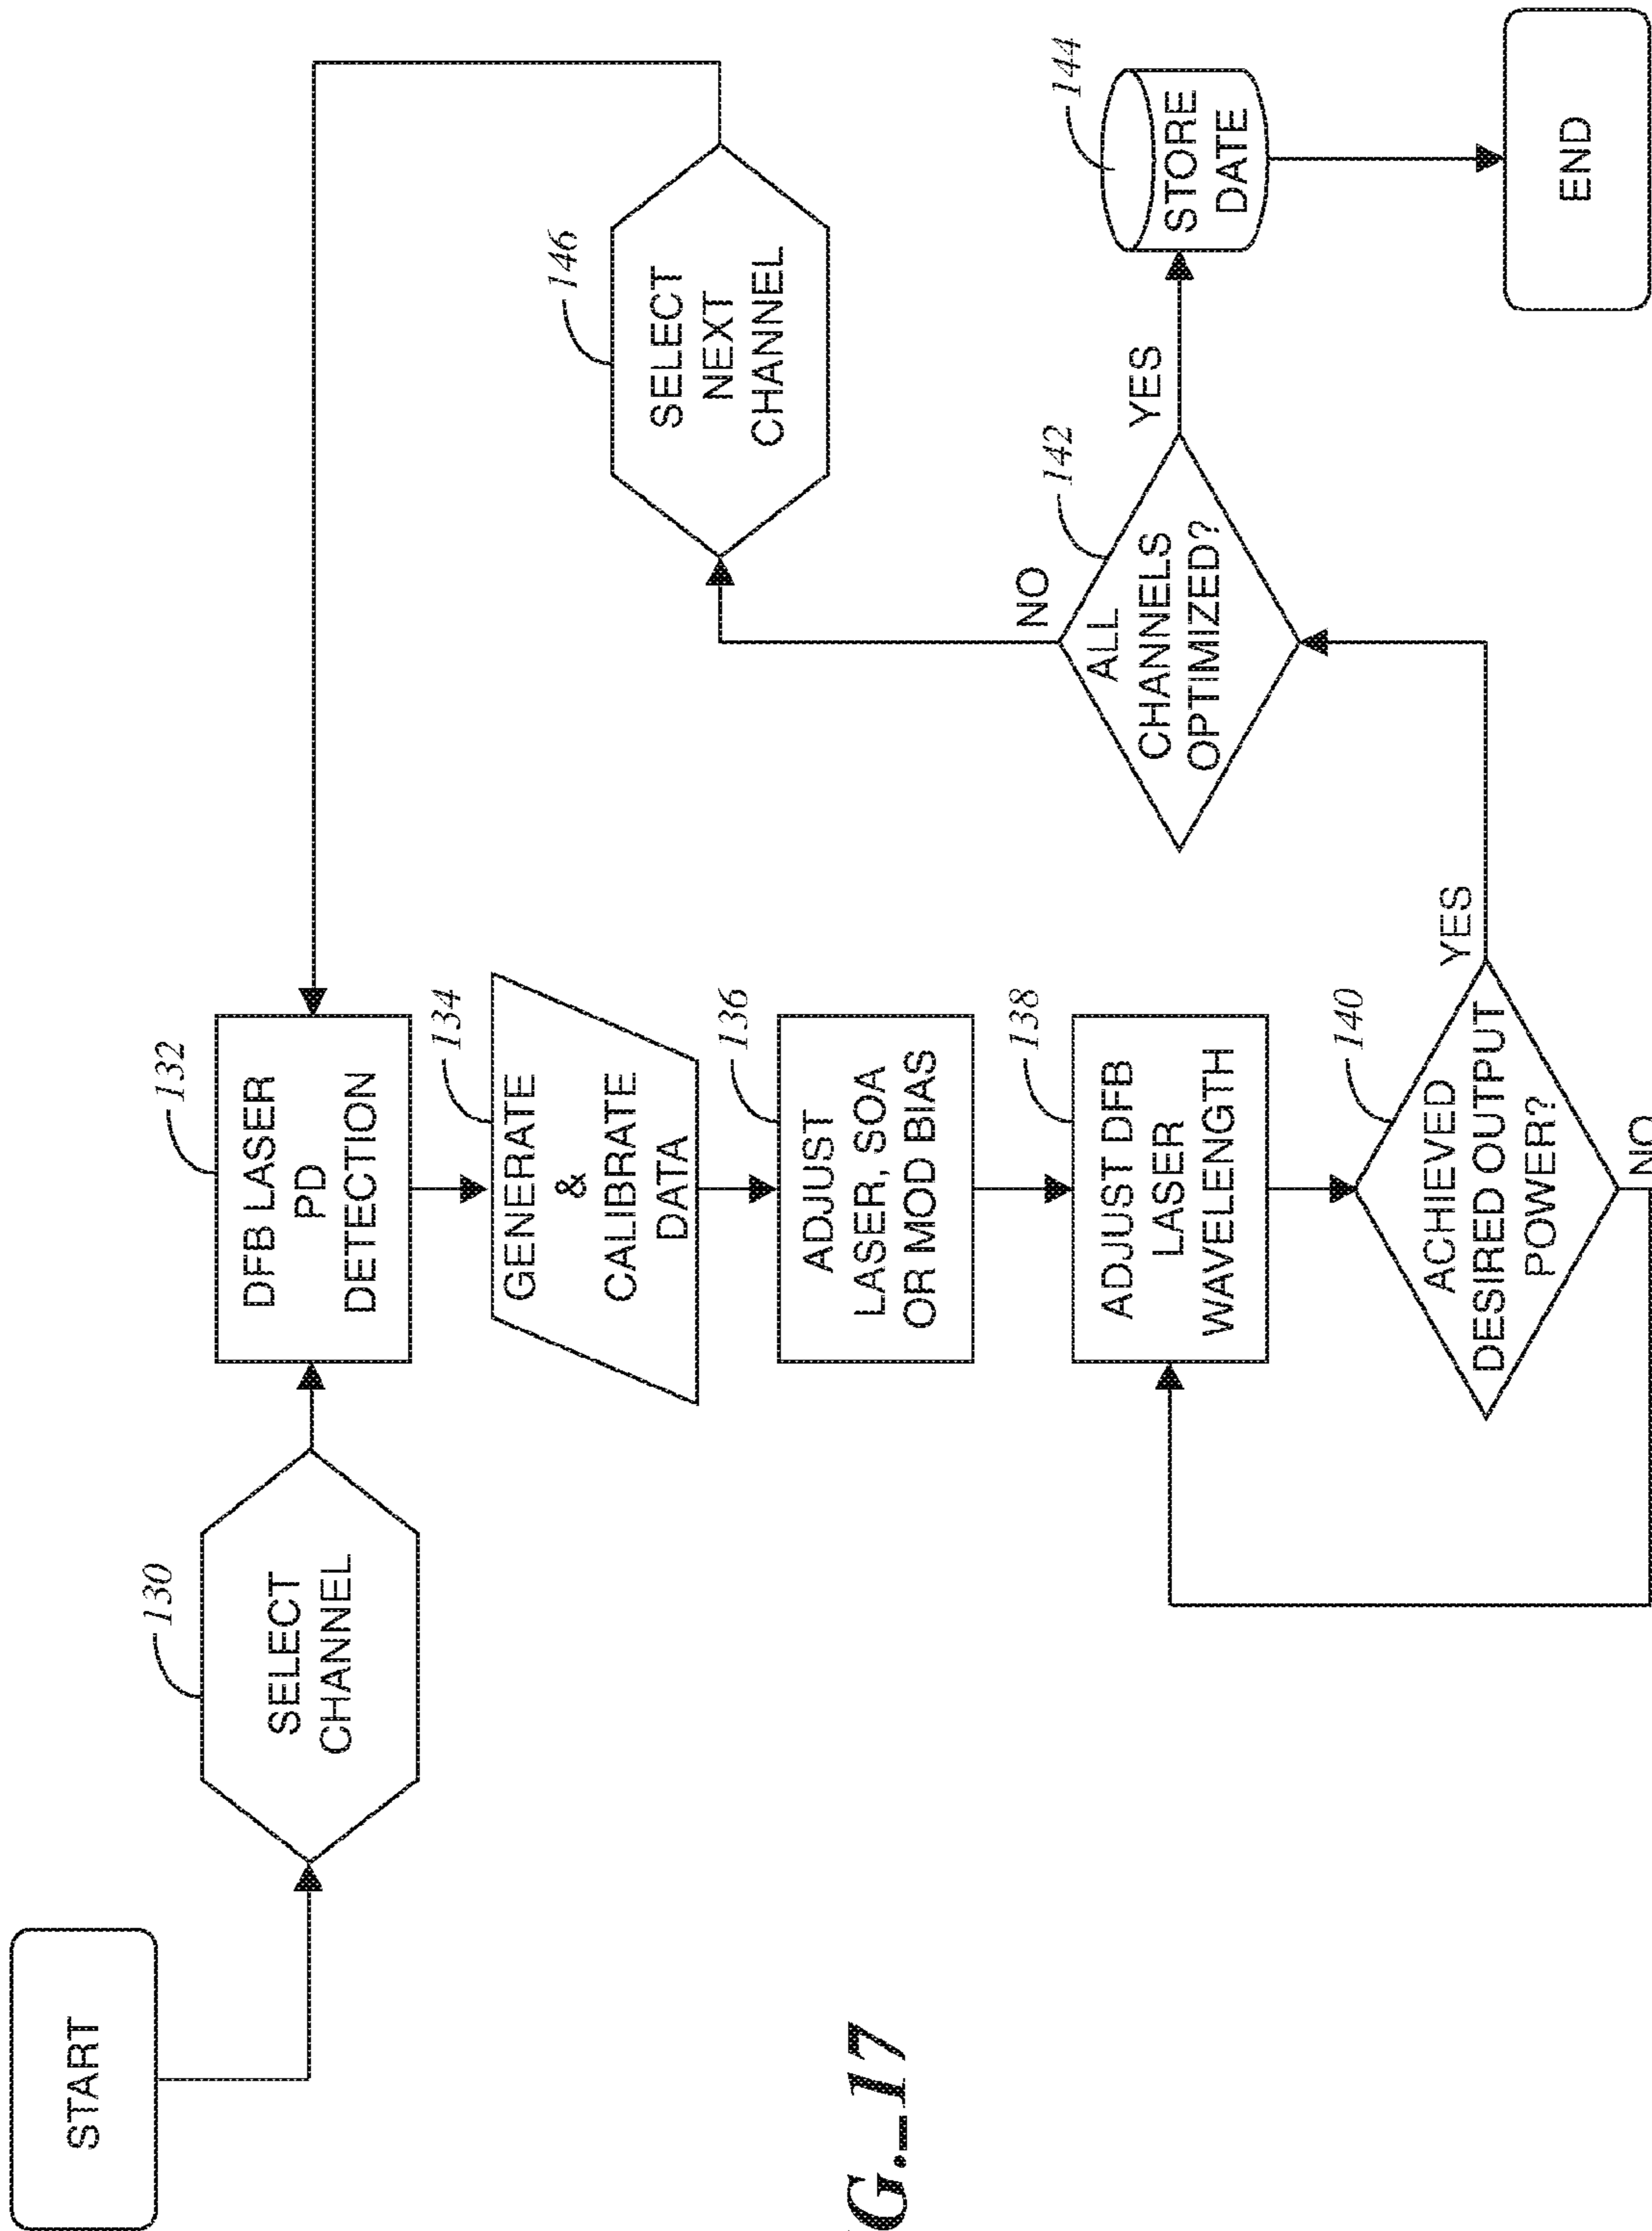 START
130
SELECT
CHANNEL
132
DFB LASER
PD
DETECTION
134
GENERATE
&
CALIBRATE
DATA
136
ADJUST
LASER, SOA
OR MOD BIAS
138
ADJUST DFB
LASER
WAVELENGTH
140
ACHIEVED
DESIRED OUTPUT
POWER?
NO
YES
142
ALL
CHANNELS
OPTIMIZED?
NO
YES
146
SELECT
NEXT
CHANNEL
144
STORE
DATE
END
G._17